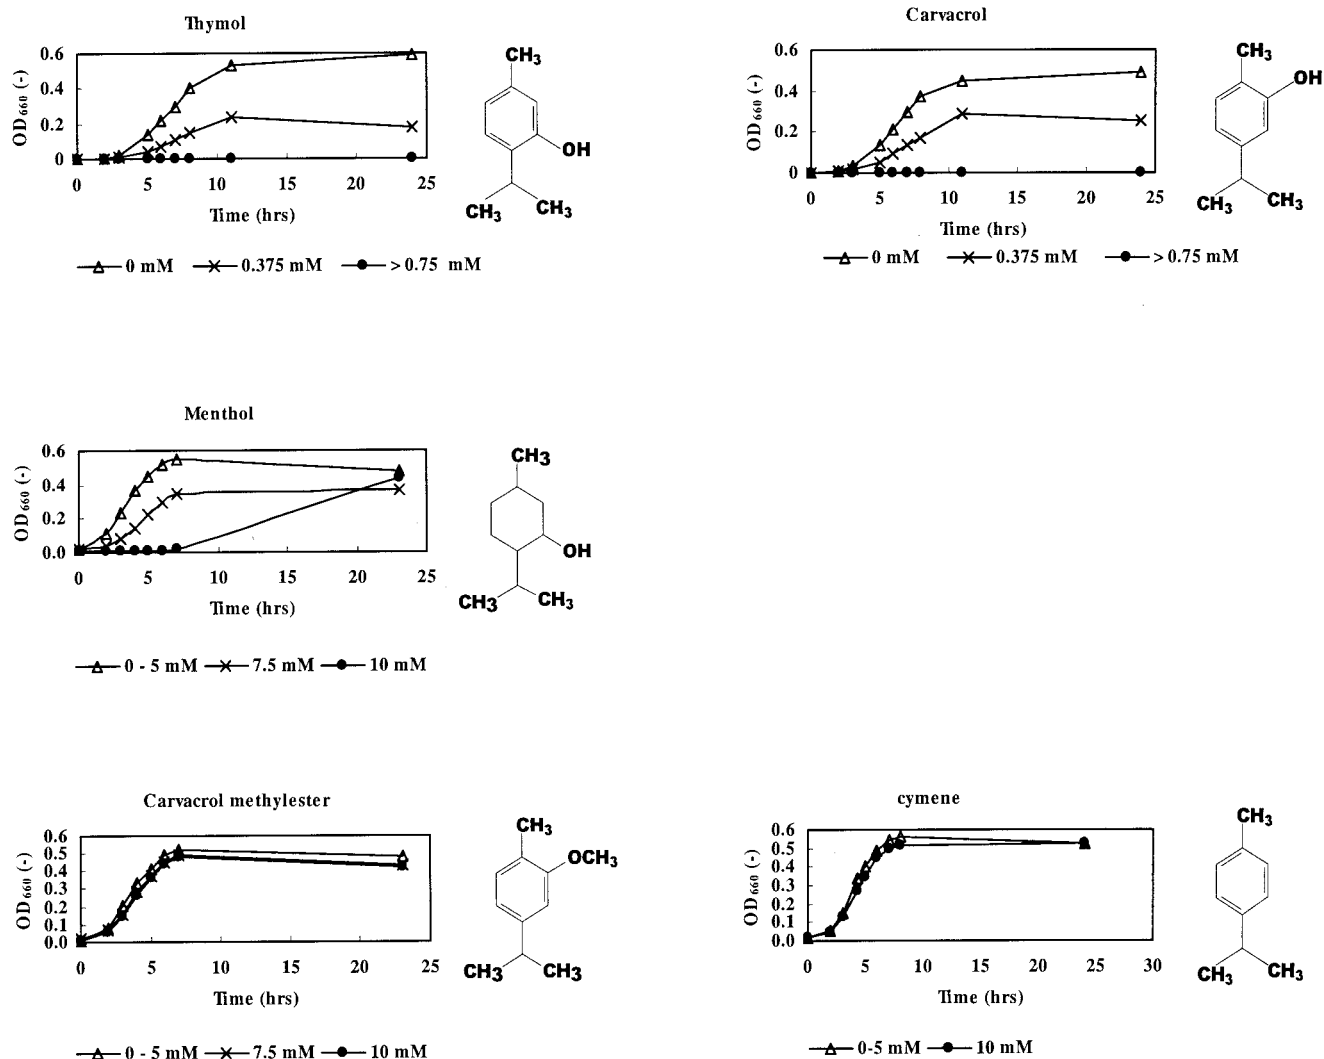 Thymol
0.6
0.4
0.2
0
OD660 (-)
0 5 10 15 20 25
Time (hrs)
0 mM 0.375 mM > 0.75 mM
CH3
OH
CH3 CH3
Carvacrol
0.6
0.4
0.2
0
OD660 (-)
0 5 10 15 20 25
Time (hrs)
0 mM 0.375 mM > 0.75 mM
CH3
OH
CH3 CH3
Menthol
0.6
0.4
0.2
0.0
OD660 (-)
0 5 10 15 20 25
Time (hrs)
0 - 5 mM 7.5 mM 10 mM
CH3
OH
CH3 CH3
Carvacrol methylester
0.6
0.5
0.4
0.3
0.2
0.1
0.0
OD660 (-)
0 5 10 15 20 25
Time (hrs)
0 - 5 mM 7.5 mM 10 mM
CH3
OCH3
CH3 CH3
cymene
0.6
0.5
0.4
0.3
0.2
0.1
0.0
OD660 (-)
0 5 10 15 20 25 30
Time (hrs)
0-5 mM 10 mM
CH3
CH3 CH3